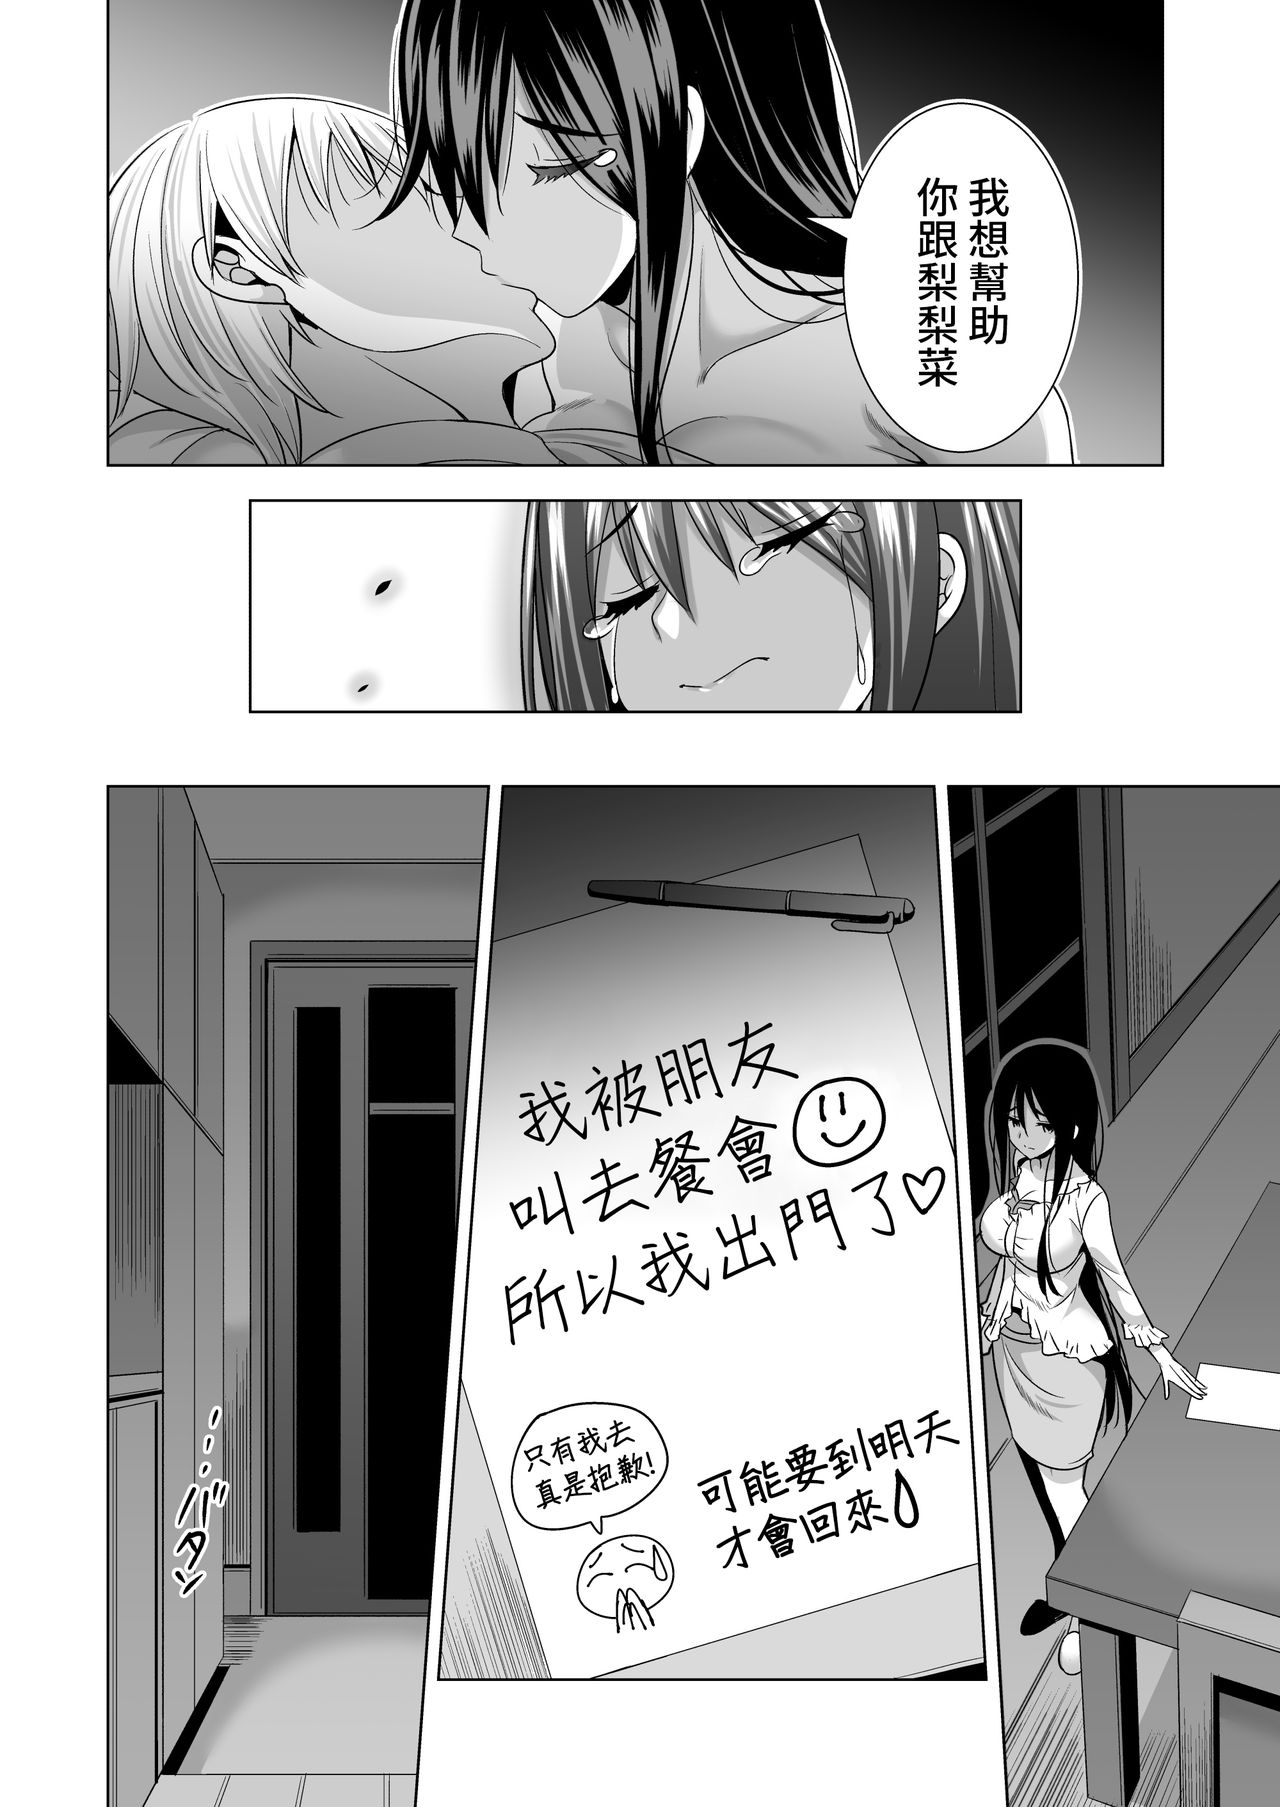 我想幫助
你跟梨梨菜
我被朋友
叫去餐會
所以我出門了♡
可能要到明天
才會回來
只有我去
真是抱歉!
……バタン